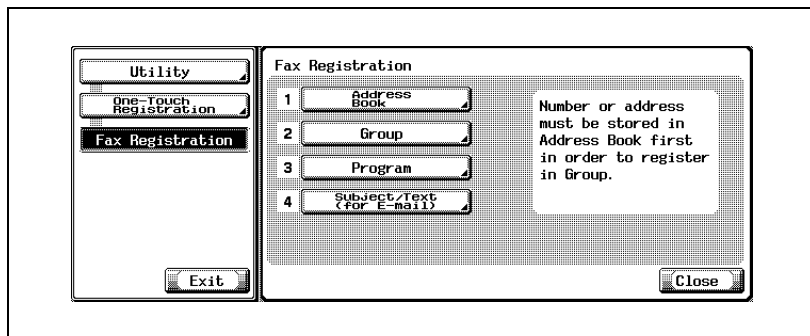 Utility
One-Touch
Registration
Fax Registration
Exit
Fax Registration
1 Address
Book
2 Group
3 Program
4 Subject/Text
(for E-mail)
Number or address
must be stored in
Address Book first
in order to register
in Group.
Close